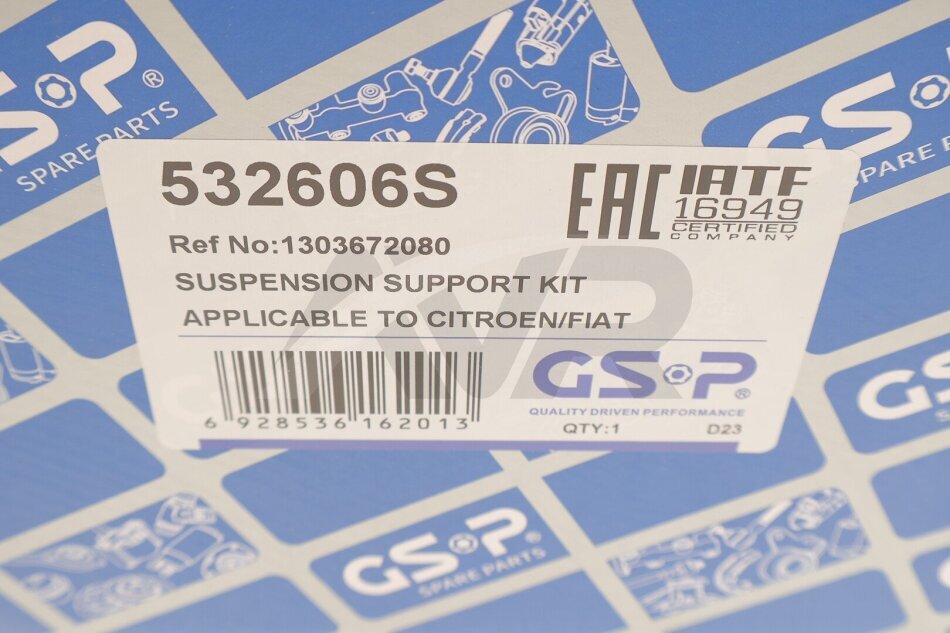 GSP®
SPARE PARTS
GSP
SPARE
532606S
EAC
IATF
16949
CERTIFIED
COMPANY
Ref No:1303672080
SUSPENSION SUPPORT KIT
APPLICABLE TO CITROEN/FIAT
6 928536 162013
GSP®
QUALITY DRIVEN PERFORMANCE
QTY:1
D23
GSP
GSP
SPARE PARTS